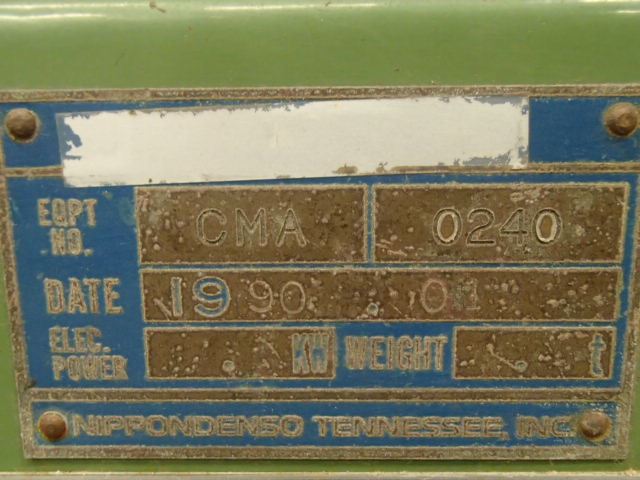 EQPT NO. CMA 0240
DATE 1990
ELEC. POWER . KW WEIGHT . t
NIPPONDENSO TENNESSEE, INC.